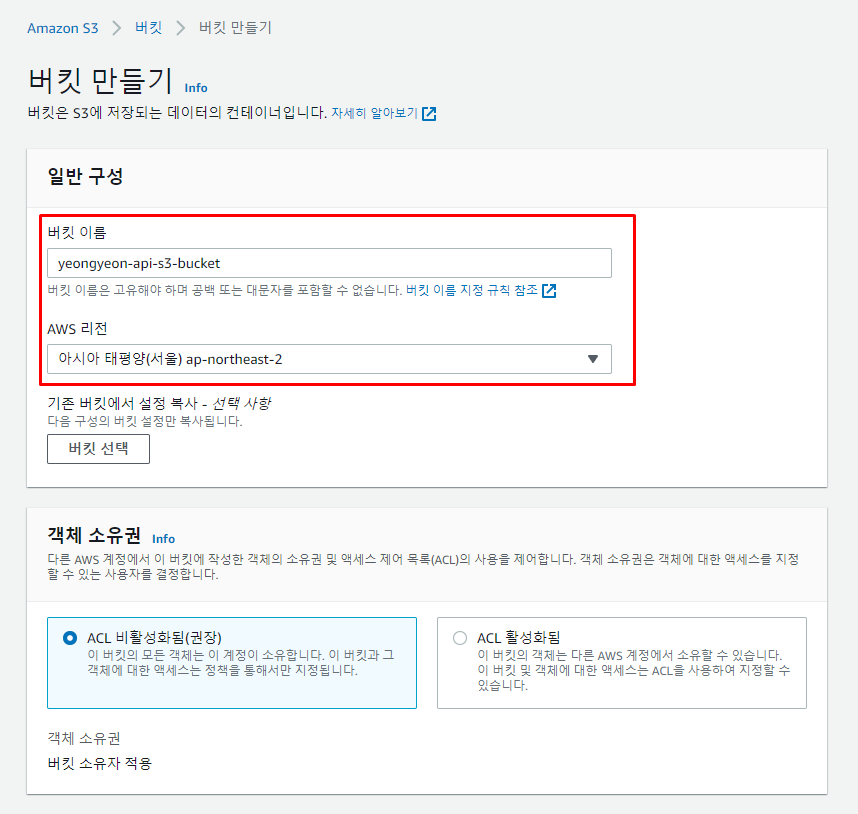 Amazon S3 > 버킷 > 버킷 만들기
버킷 만들기 Info
버킷은 S3에 저장되는 데이터의 컨테이너입니다. 자세히 알아보기
일반 구성
버킷 이름
yeongyeon-api-s3-bucket
버킷 이름은 고유해야 하며 공백 또는 대문자를 포함할 수 없습니다. 버킷 이름 지정 규칙 참조
AWS 리전
아시아 태평양(서울) ap-northeast-2
기존 버킷에서 설정 복사 - 선택 사항
다음 구성의 버킷 설정만 복사됩니다.
버킷 선택
객체 소유권 Info
다른 AWS 계정에서 이 버킷에 작성한 객체의 소유권 및 액세스 제어 목록(ACL)의 사용을 제어합니다. 객체 소유권은 객체에 대한 액세스를 지정
할 수 있는 사용자를 결정합니다.
ACL 비활성화됨(권장)
이 버킷의 모든 객체는 이 계정이 소유합니다. 이 버킷과 그
객체에 대한 액세스는 정책을 통해서만 지정됩니다.
ACL 활성화됨
이 버킷의 객체는 다른 AWS 계정에서 소유할 수 있습니다.
이 버킷 및 객체에 대한 액세스는 ACL을 사용하여 지정할 수
있습니다.
객체 소유권
버킷 소유자 적용